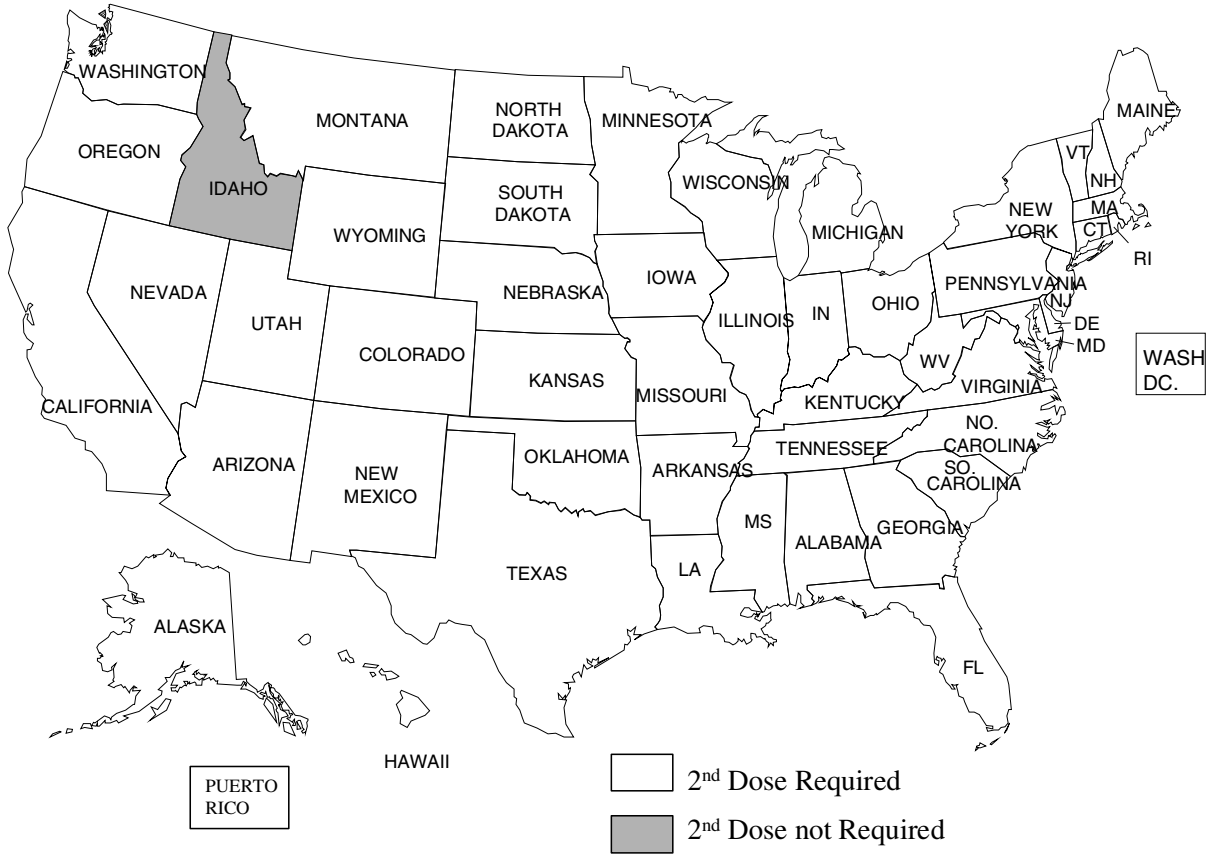 WASHINGTON
MONTANA
NORTH
DAKOTA
MINNESOTA
MAINE
OREGON
IDAHO
WISCONSIN
VT
NH
SOUTH
DAKOTA
WYOMING
MICHIGAN
NEW
YORK
MA
CT
RI
NEVADA
NEBRASKA
IOWA
PENNSYLVANIA
NJ
UTAH
COLORADO
ILLINOIS
IN
OHIO
DE
MD
WV
WASH
DC.
CALIFORNIA
KANSAS
MISSOURI
KENTUCKY
VIRGINIA
ARIZONA
NEW
MEXICO
OKLAHOMA
ARKANSAS
TENNESSEE
NO.
CAROLINA
SO.
CAROLINA
TEXAS
LA
MS
ALABAMA
GEORGIA
FL
ALASKA
HAWAII
PUERTO
RICO
2nd Dose Required
2nd Dose not Required